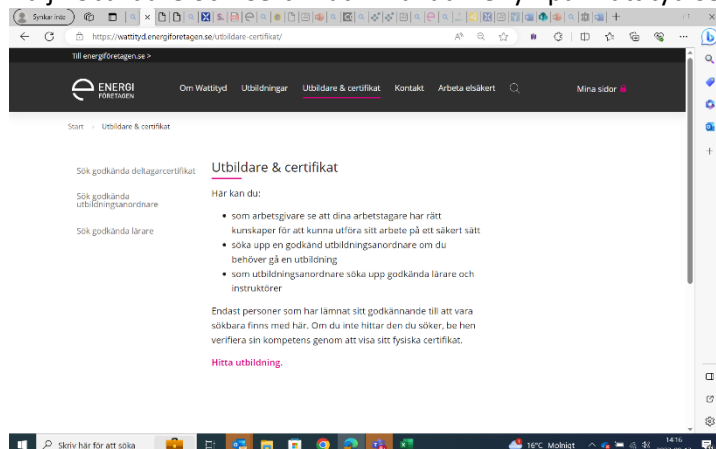 Synkar inte
https://wattityd.energiforetagen.se/utbildare-certifikat/
Till energiföretagen.se >
ENERGI
FÖRETAGEN
Om Wattityd Utbildningar Utbildare & certifikat Kontakt Arbeta elsäkert Mina sidor
Start > Utbildare & certifikat
Sök godkända deltagarcertifikat
Sök godkända
utbildningsanordnare
Sök godkända lärare
Utbildare & certifikat
Här kan du:
• som arbetsgivare se att dina arbetstagare har rätt
kunskaper för att kunna utföra sitt arbete på ett säkert sätt
• söka upp en godkänd utbildningsanordnare om du
behöver gå en utbildning
• som utbildningsanordnare söka upp godkända lärare och
instruktörer
Endast personer som har lämnat sitt godkännande till att vara
sökbara finns med här. Om du inte hittar den du söker, be hen
verifiera sin kompetens genom att visa sitt fysiska certifikat.
Hitta utbildning.
Skriv här för att söka
16°C Molnigt
14:16